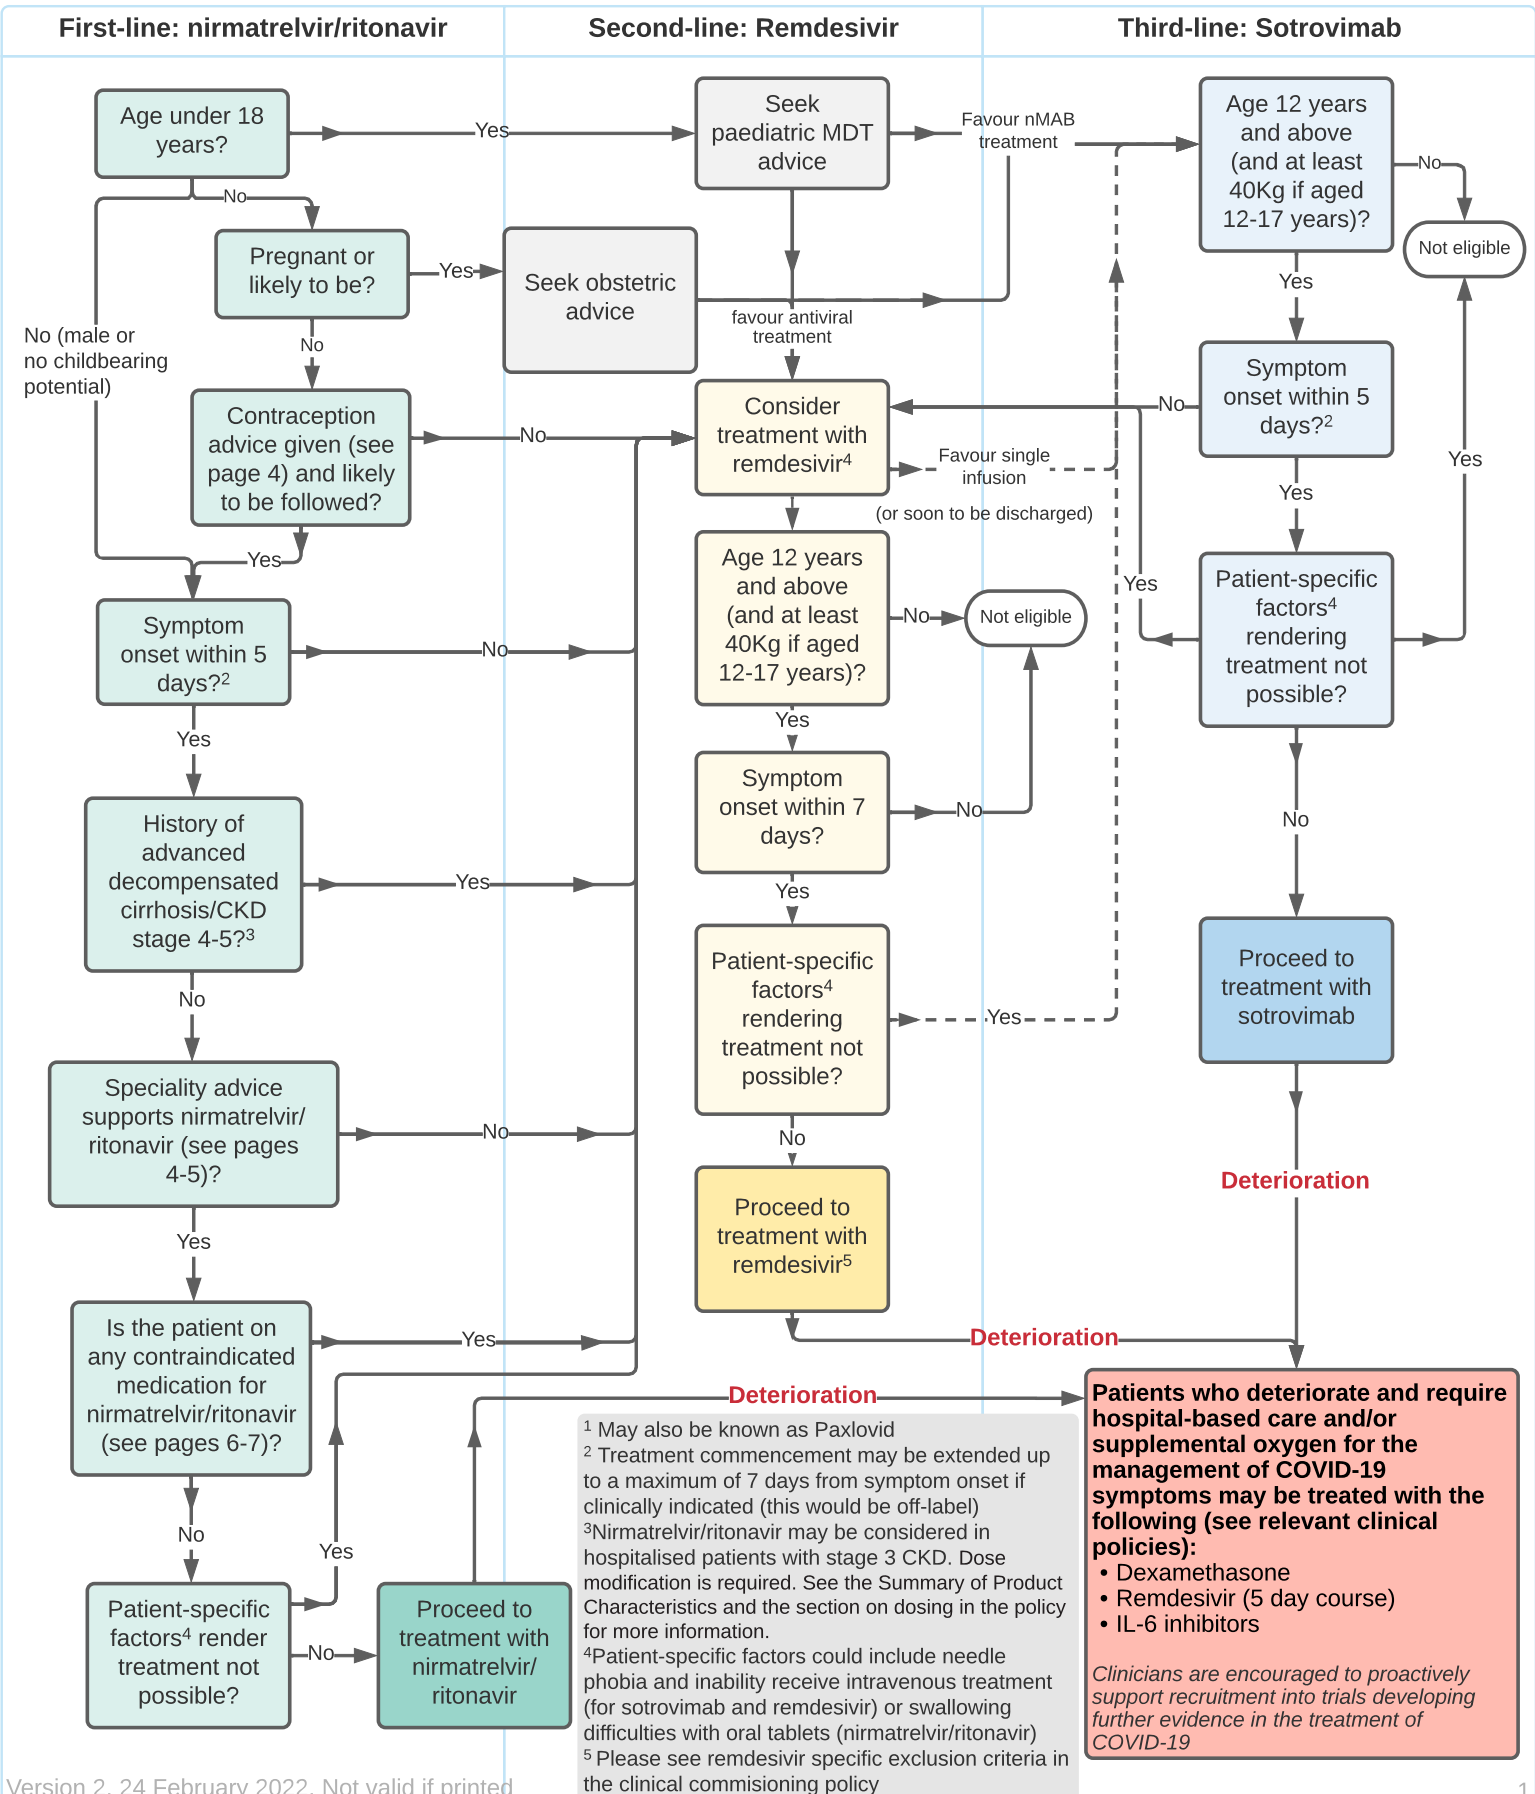 First-line: nirmatrelvir/ritonavir
Second-line: Remdesivir
Third-line: Sotrovimab
Age under 18
years?
Yes
No
No (male or
no childbearing
potential)
Pregnant or
likely to be?
Yes
No
Contraception
advice given (see
page 4) and likely
to be followed?
No
Yes
Symptom
onset within 5
days?2
No
Yes
History of
advanced
decompensated
cirrhosis/CKD
stage 4-5?3
Yes
No
Speciality advice
supports nirmatrelvir/
ritonavir (see pages
4-5)?
No
Yes
Is the patient on
any contraindicated
medication for
nirmatrelvir/ritonavir
(see pages 6-7)?
Yes
No
Patient-specific
factors4 render
treatment not
possible?
Yes
No
Proceed to
treatment with
nirmatrelvir/
ritonavir
Deterioration
Seek
paediatric MDT
advice
Favour nMAB
treatment
Seek obstetric
advice
favour antiviral
treatment
Consider
treatment with
remdesivir4
Favour single
infusion
(or soon to be discharged)
Age 12 years
and above
(and at least
40Kg if aged
12-17 years)?
No
Not eligible
Yes
Symptom
onset within 7
days?
No
Yes
Patient-specific
factors4
rendering
treatment not
possible?
Yes
No
Proceed to
treatment with
remdesivir5
Deterioration
Age 12 years
and above
(and at least
40Kg if aged
12-17 years)?
No
Not eligible
Yes
Symptom
onset within 5
days?2
No
Yes
Patient-specific
factors4
rendering
treatment not
possible?
Yes
Yes
No
Proceed to
treatment with
sotrovimab
Deterioration
Patients who deteriorate and require
hospital-based care and/or
supplemental oxygen for the
management of COVID-19
symptoms may be treated with the
following (see relevant clinical
policies):
• Dexamethasone
• Remdesivir (5 day course)
• IL-6 inhibitors
Clinicians are encouraged to proactively
support recruitment into trials developing
further evidence in the treatment of
COVID-19
1 May also be known as Paxlovid
2 Treatment commencement may be extended up
to a maximum of 7 days from symptom onset if
clinically indicated (this would be off-label)
3Nirmatrelvir/ritonavir may be considered in
hospitalised patients with stage 3 CKD. Dose
modification is required. See the Summary of Product
Characteristics and the section on dosing in the policy
for more information.
4Patient-specific factors could include needle
phobia and inability receive intravenous treatment
(for sotrovimab and remdesivir) or swallowing
difficulties with oral tablets (nirmatrelvir/ritonavir)
5 Please see remdesivir specific exclusion criteria in
the clinical commisioning policy
Version 2, 24 February 2022. Not valid if printed
1